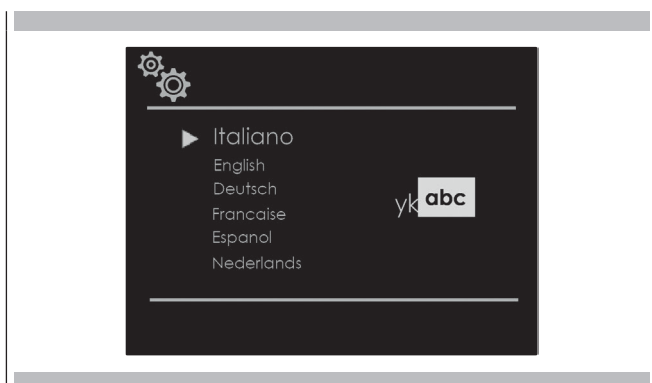 Italiano
English
Deutsch
Francaise
Espanol
Nederlands
yk abc